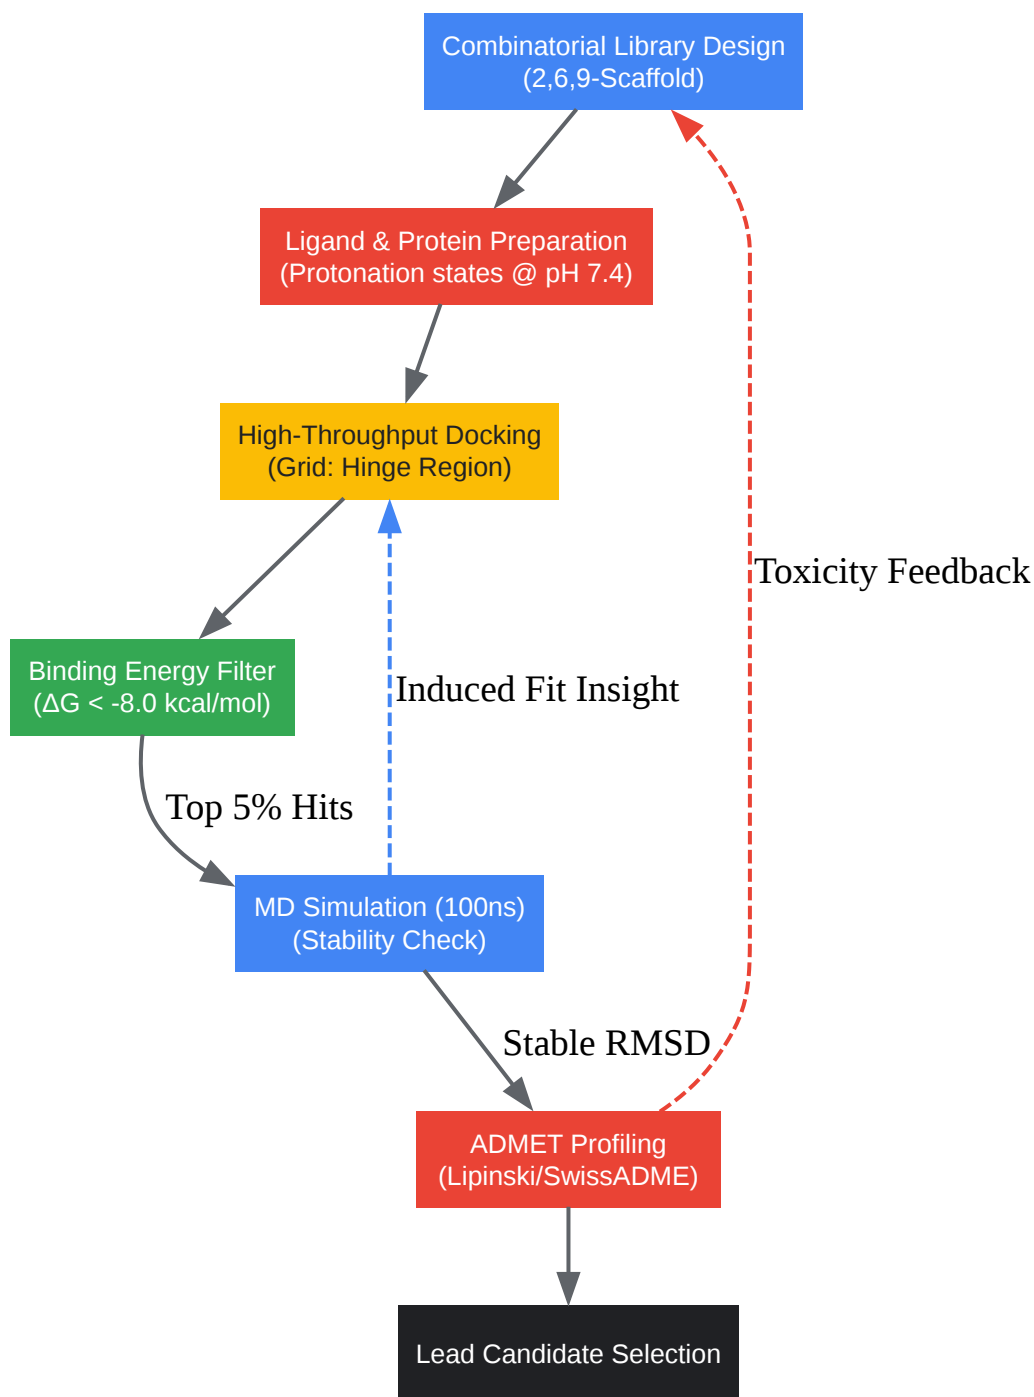 Combinatorial Library Design
(2,6,9-Scaffold)
Ligand & Protein Preparation
(Protonation states @ pH 7.4)
High-Throughput Docking
(Grid: Hinge Region)
Toxicity Feedback
Binding Energy Filter
(ΔG < -8.0 kcal/mol)
Induced Fit Insight
Top 5% Hits
MD Simulation (100ns)
(Stability Check)
Stable RMSD
ADMET Profiling
(Lipinski/SwissADME)
Lead Candidate Selection